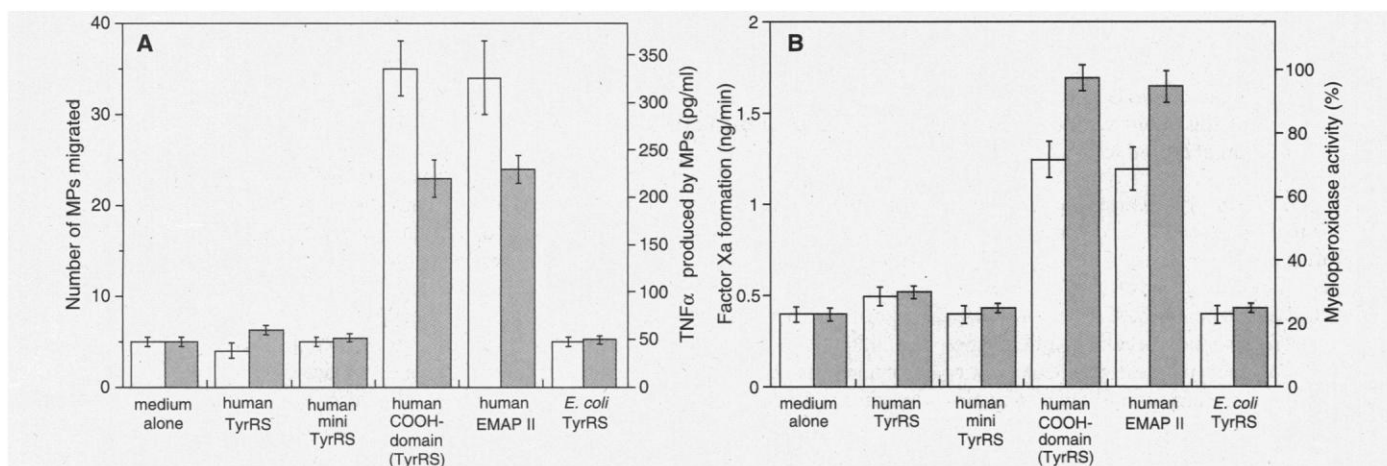 A
Number of MPs migrated
40
30
20
10
0
350
300
250
200
150
100
50
0
TNFα produced by MPs (pg/ml)
medium
alone
human
TyrRS
human
mini
TyrRS
human
COOH-
domain
(TyrRS)
human
EMAP II
E. coli
TyrRS
B
Factor Xa formation (ng/min)
2
1.5
1
0.5
0
100
80
60
40
20
0
Myeloperoxidase activity (%)
medium
alone
human
TyrRS
human
mini
TyrRS
human
COOH-
domain
(TyrRS)
human
EMAP II
E. coli
TyrRS